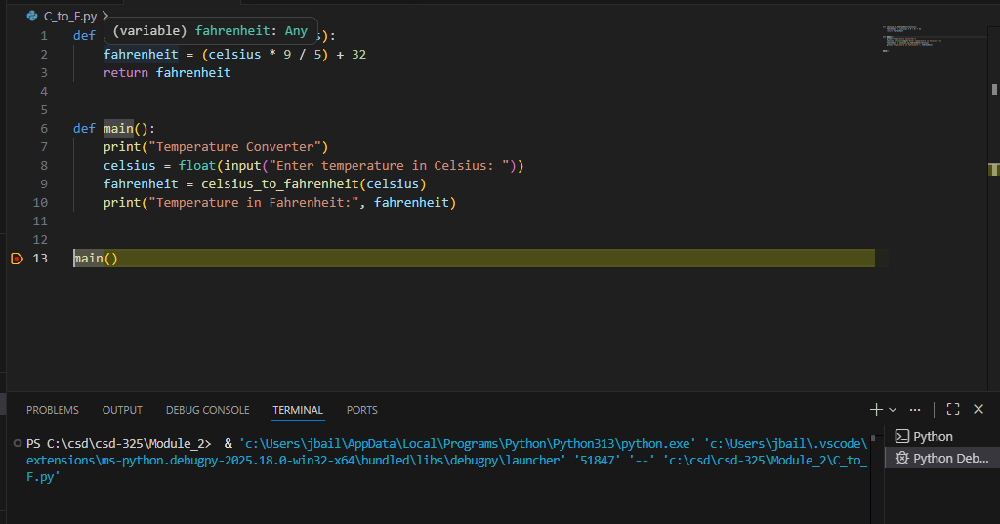 C_to_F.py
(variable) fahrenheit: Any
1 def s):
2 fahrenheit = (celsius * 9 / 5) + 32
3 return fahrenheit
4
5
6 def main():
7 print("Temperature Converter")
8 celsius = float(input("Enter temperature in Celsius: "))
9 fahrenheit = celsius_to_fahrenheit(celsius)
10 print("Temperature in Fahrenheit:", fahrenheit)
11
12
13 main()
PROBLEMS OUTPUT DEBUG CONSOLE TERMINAL PORTS
PS C:\csd\csd-325\Module_2> & 'c:\Users\jbail\AppData\Local\Programs\Python\Python313\python.exe' 'c:\Users\jbail\.vscode\
extensions\ms-python.debugpy-2025.18.0-win32-x64\bundled\libs\debugpy\launcher' '51847' '--' 'c:\csd\csd-325\Module_2\C_to_
F.py'
Python
Python Deb...